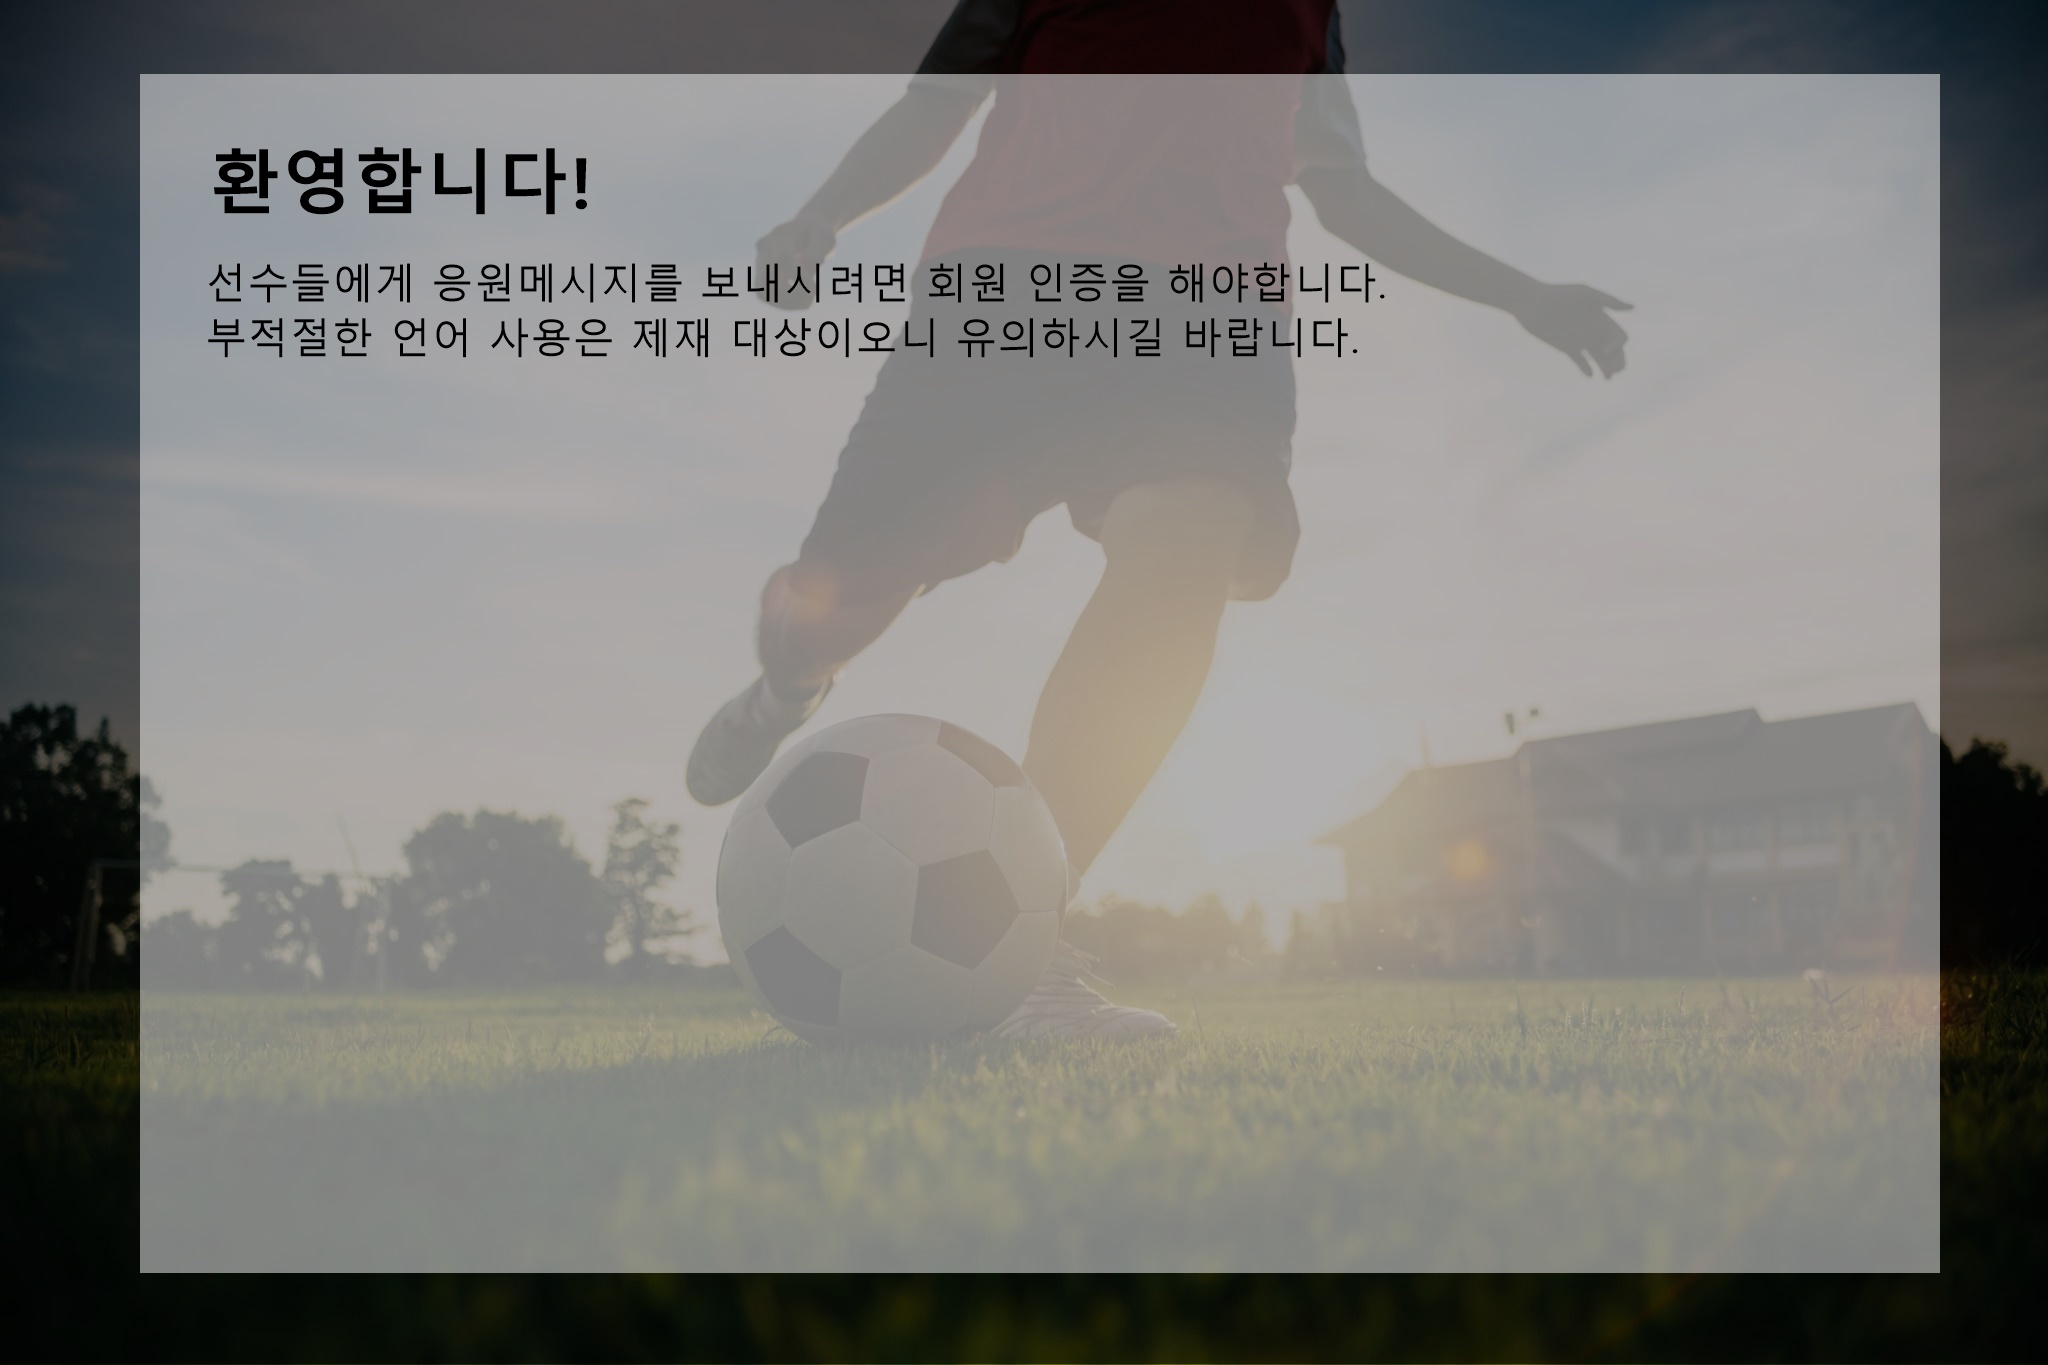 환영합니다!
선수들에게 응원메시지를 보내시려면 회원 인증을 해야합니다.
부적절한 언어 사용은 제재 대상이오니 유의하시길 바랍니다.